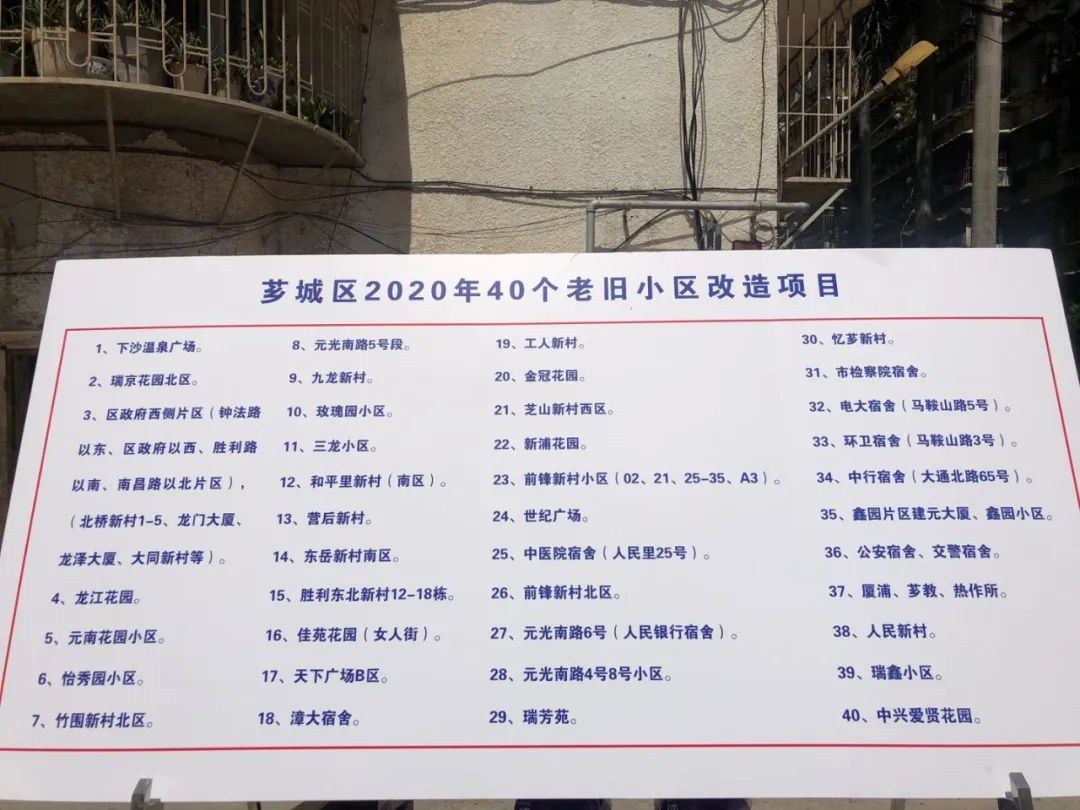 芗城区2020年40个老旧小区改造项目
1、下沙温泉广场。
2、瑞京花园北区。
3、区政府西侧片区（钟法路
以东、区政府以西、胜利路
以南、南昌路以北片区），
（北桥新村1-5、龙门大厦、
龙泽大厦、大同新村等）。
4、龙江花园。
5、元南花园小区。
6、怡秀园小区。
7、竹围新村北区。
8、元光南路5号段。
9、九龙新村。
10、玫瑰园小区。
11、三龙小区。
12、和平里新村（南区）。
13、营后新村。
14、东岳新村南区。
15、胜利东北新村12-18栋。
16、佳苑花园（女人街）。
17、天下广场B区。
18、漳大宿舍。
19、工人新村。
20、金冠花园。
21、芝山新村西区。
22、新浦花园。
23、前锋新村小区（02、21、25-35、A3）。
24、世纪广场。
25、中医院宿舍（人民里25号）。
26、前锋新村北区。
27、元光南路6号（人民银行宿舍）。
28、元光南路4号8号小区。
29、瑞芳苑。
30、忆芗新村。
31、市检察院宿舍。
32、电大宿舍（马鞍山路5号）。
33、环卫宿舍（马鞍山路3号）。
34、中行宿舍（大通北路65号）。
35、鑫园片区建元大厦、鑫园小区。
36、公安宿舍、交警宿舍。
37、厦浦、芗教、热作所。
38、人民新村。
39、瑞鑫小区。
40、中兴爱贤花园。